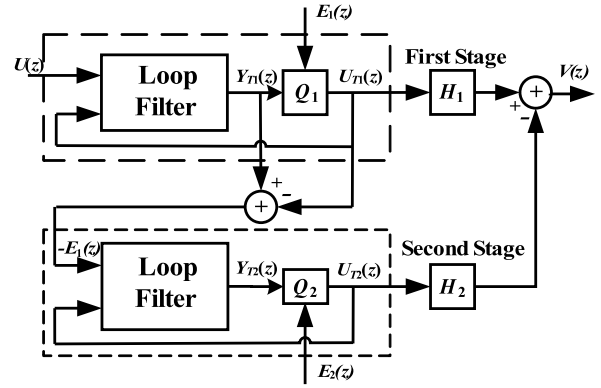 E1(z)
U(z)
Loop
Filter
YT1(z)
Q1
UT1(z)
First Stage
H1
V(z)
+
+
-
+
-
+
-E1(z)
Loop
Filter
YT2(z)
Q2
UT2(z)
Second Stage
H2
E2(z)